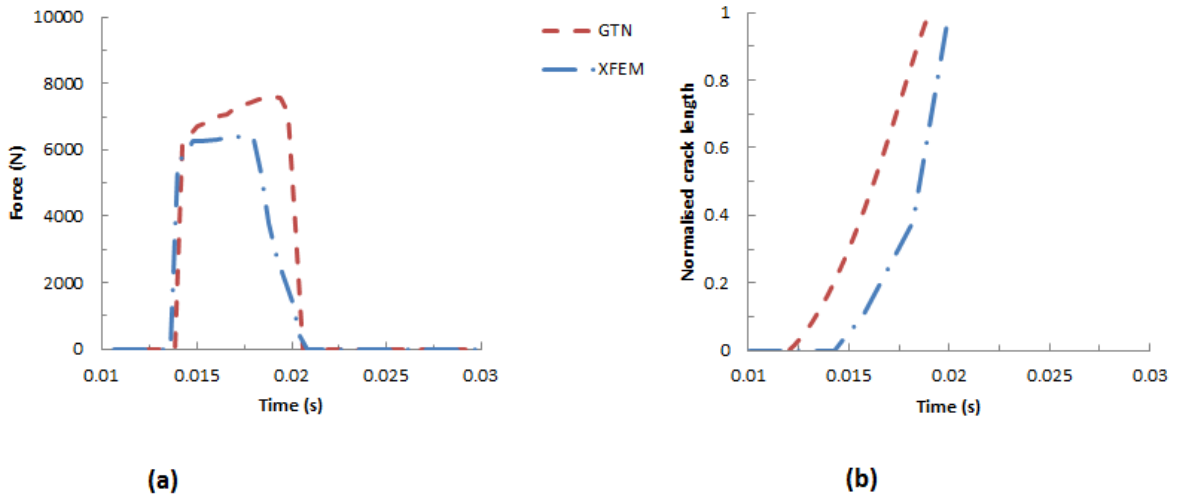 10000
8000
6000
4000
2000
0
Force (N)
0.01 0.015 0.02 0.025 0.03
Time (s)
GTN
XFEM
1
0.8
0.6
0.4
0.2
0
Normalised crack length
0.01 0.015 0.02 0.025 0.03
Time (s)
(a)
(b)